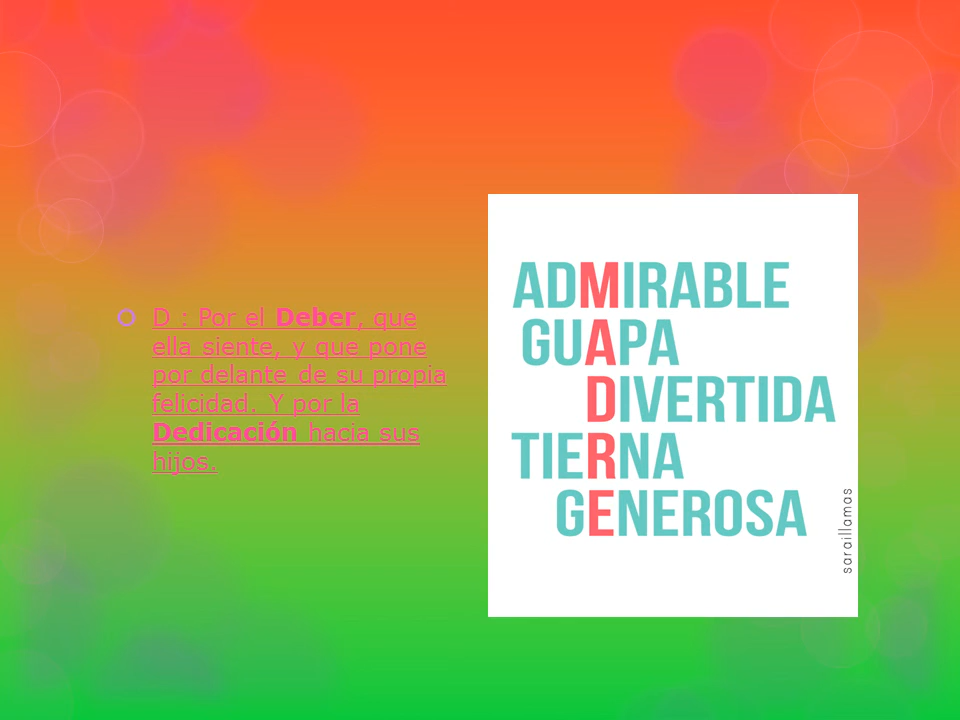 D : Por el Deber, que
ella siente, y que pone
por delante de su propia
felicidad. Y por la
Dedicación hacia sus
hijos.
ADMIRABLE
GUAPA
DIVERTIDA
TIERNA
GENEROSA
saraillamas